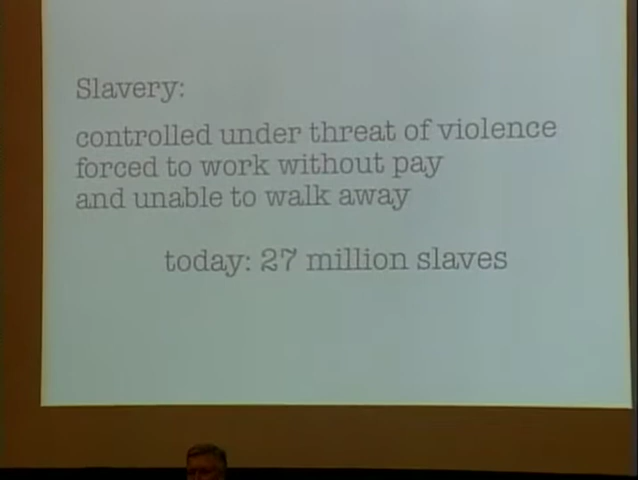 Slavery:
controlled under threat of violence
forced to work without pay
and unable to walk away
today: 27 million slaves